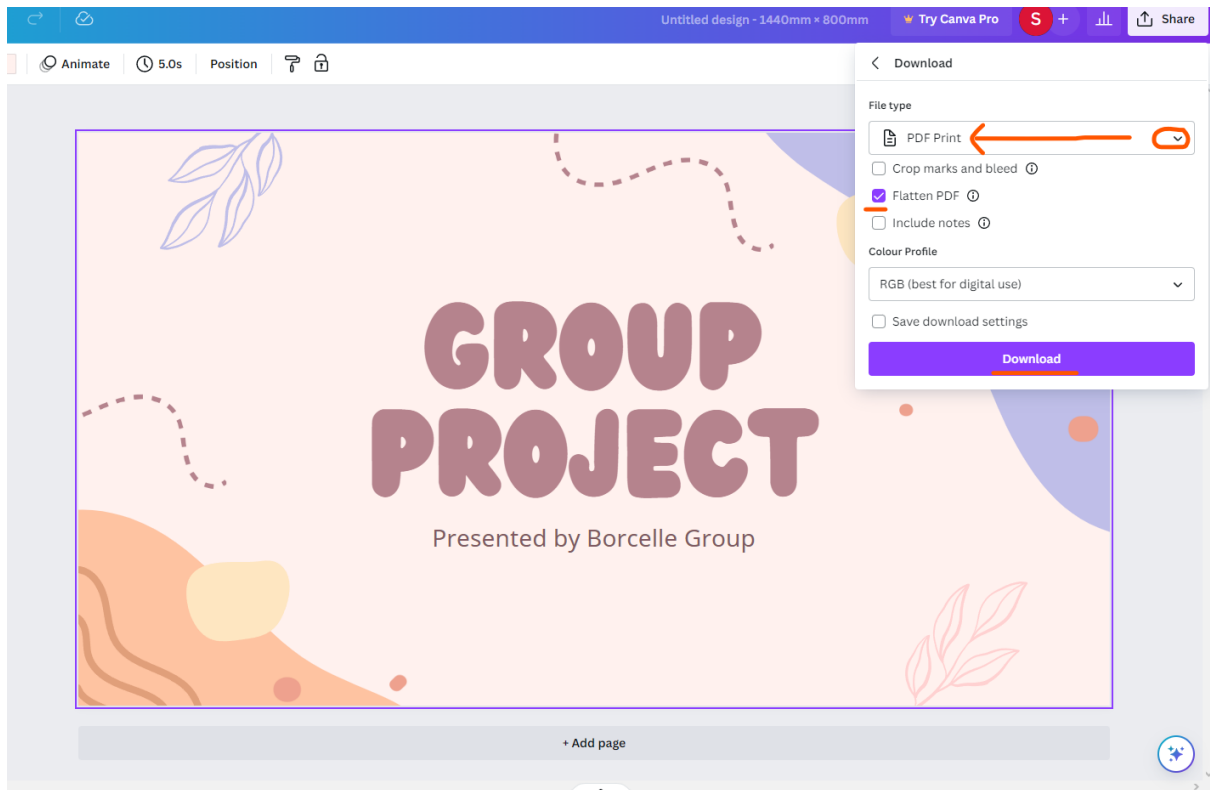 Untitled design - 1440mm × 800mm
Try Canva Pro
S
+
Share
Animate
5.0s
Position
Download
File type
PDF Print
Crop marks and bleed
Flatten PDF
Include notes
Colour Profile
RGB (best for digital use)
Save download settings
Download
GROUP
PROJECT
Presented by Borcelle Group
+ Add page